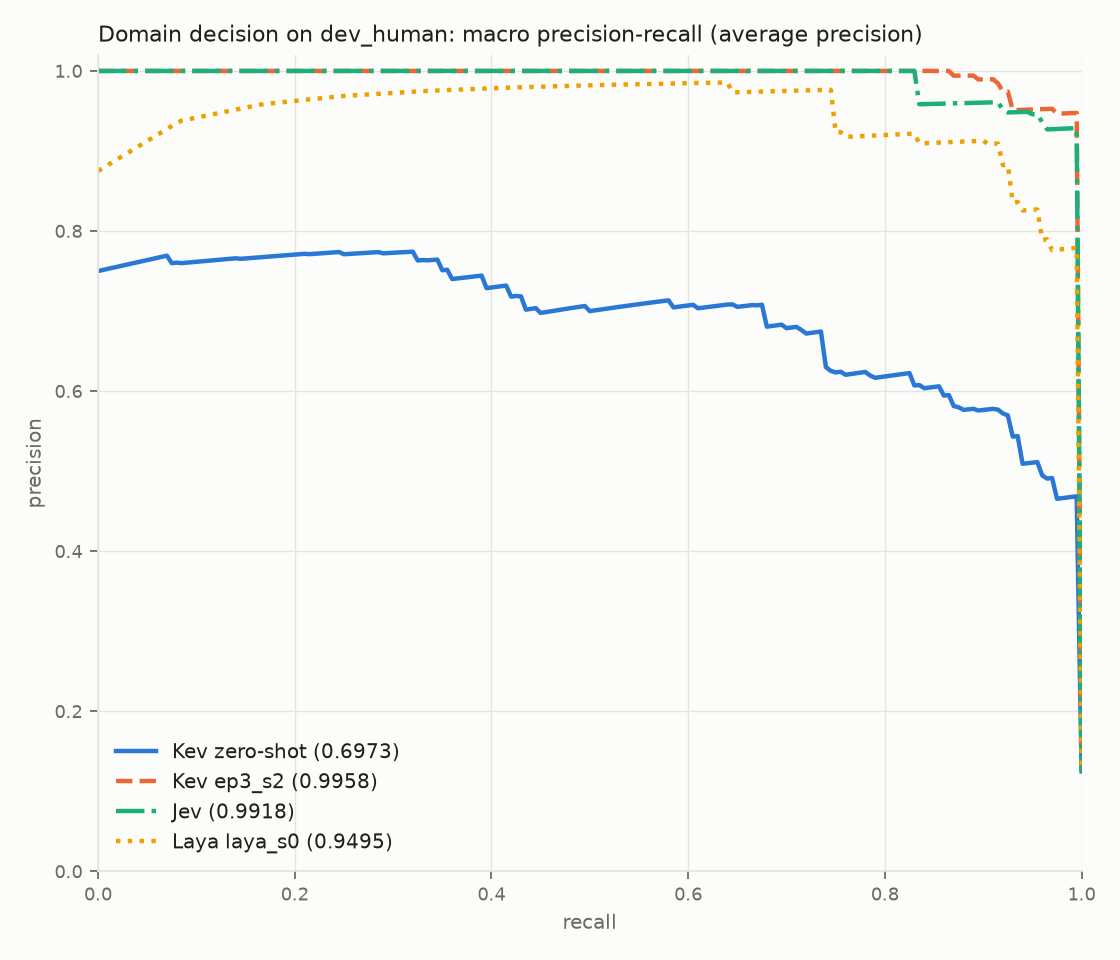 Domain decision on dev_human: macro precision-recall (average precision)
1.0
0.8
0.6
0.4
0.2
0.0
precision
Kev zero-shot (0.6973)
Kev ep3_s2 (0.9958)
Jev (0.9918)
Laya laya_s0 (0.9495)
0.0 0.2 0.4 0.6 0.8 1.0
recall